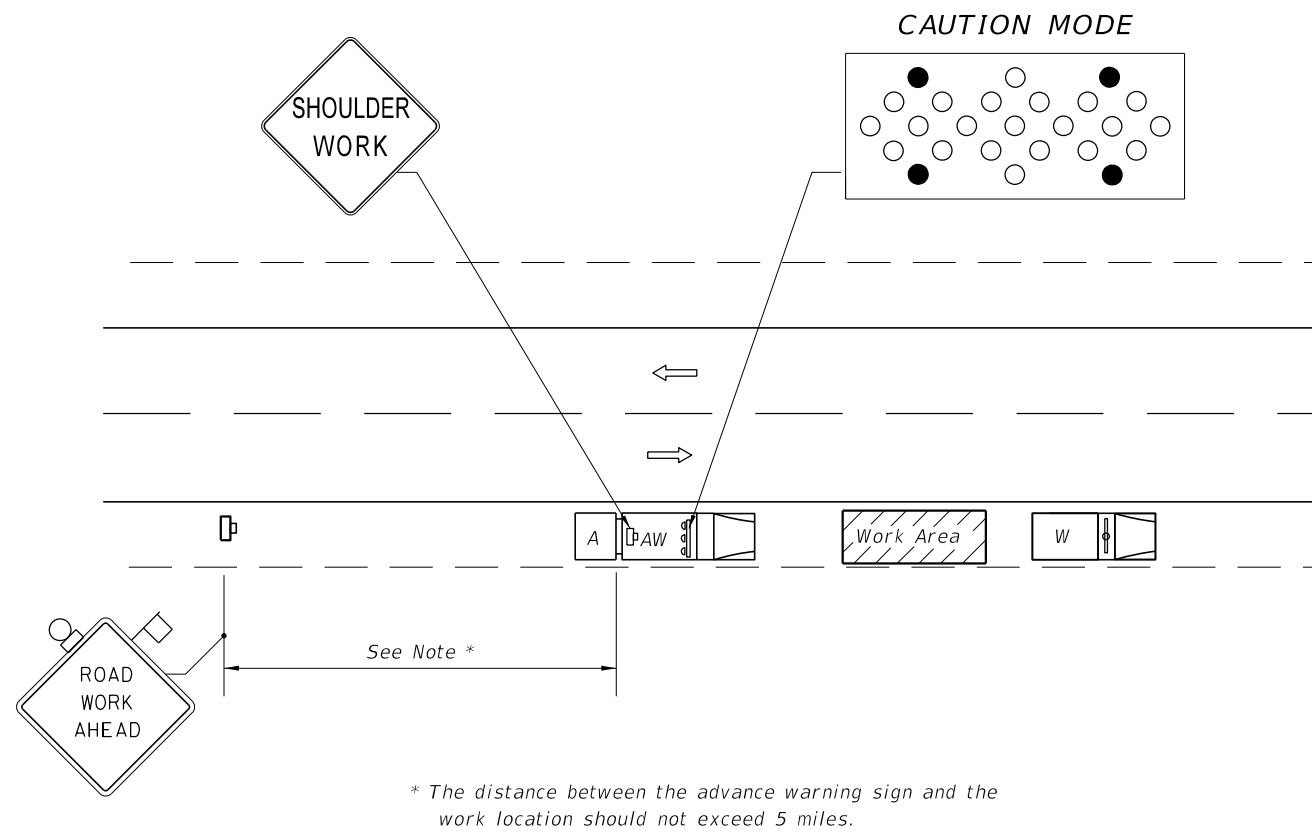 CAUTION MODE
SHOULDER
WORK
A
AW
Work Area
W
See Note *
ROAD
WORK
AHEAD
* The distance between the advance warning sign and the
work location should not exceed 5 miles.